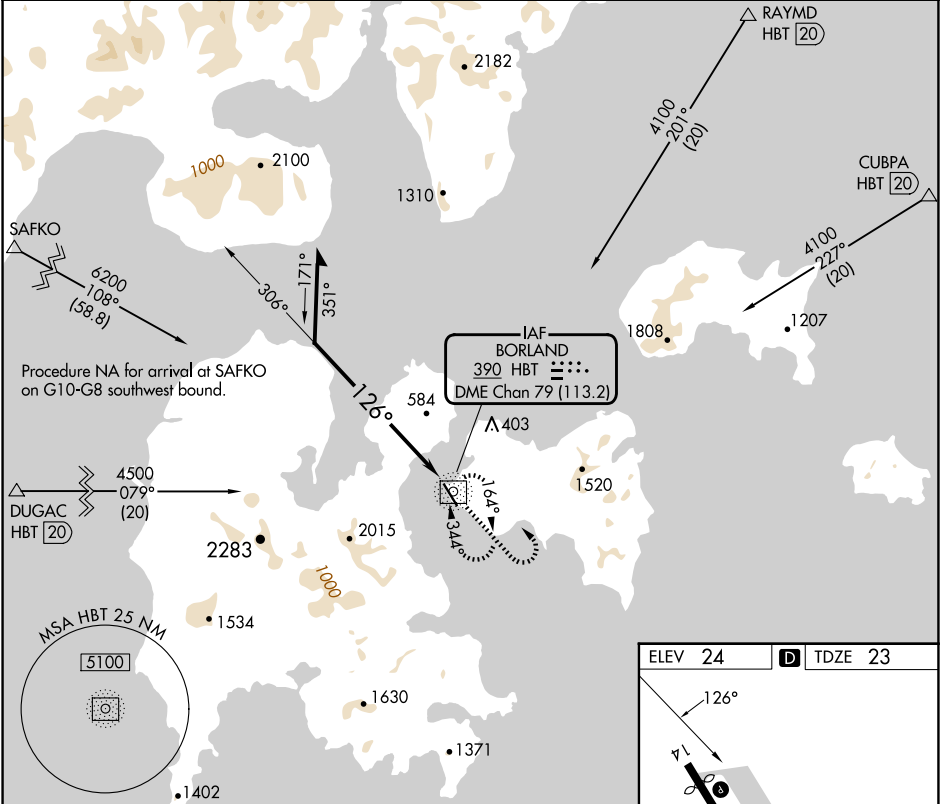 RAYMD
HBT 20
2182
4100
201°
(20)
1000
2100
1310
CUBPA
HBT 20
4100
227°
(20)
SAFKO
6200
108°
(58.8)
306°
171°
351°
1808
1207
IAF
BORLAND
390 HBT
DME Chan 79 (113.2)
Procedure NA for arrival at SAFKO
on G10-G8 southwest bound.
126°
584
403
4500
079°
(20)
DUGAC
HBT 20
1520
164°
344°
2283
2015
1000
1534
MSA HBT 25 NM
5100
1630
1371
1402
ELEV 24
D
TDZE 23
126°
14